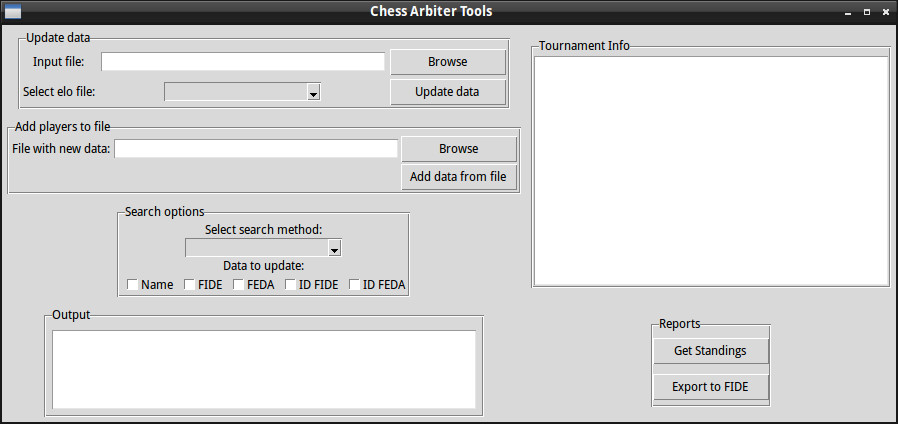 Chess Arbiter Tools
Update data
Input file:
Browse
Select elo file:
Update data
Add players to file
File with new data:
Browse
Add data from file
Search options
Select search method:
Data to update:
Name FIDE FEDA ID FIDE ID FEDA
Output
Tournament Info
Reports
Get Standings
Export to FIDE